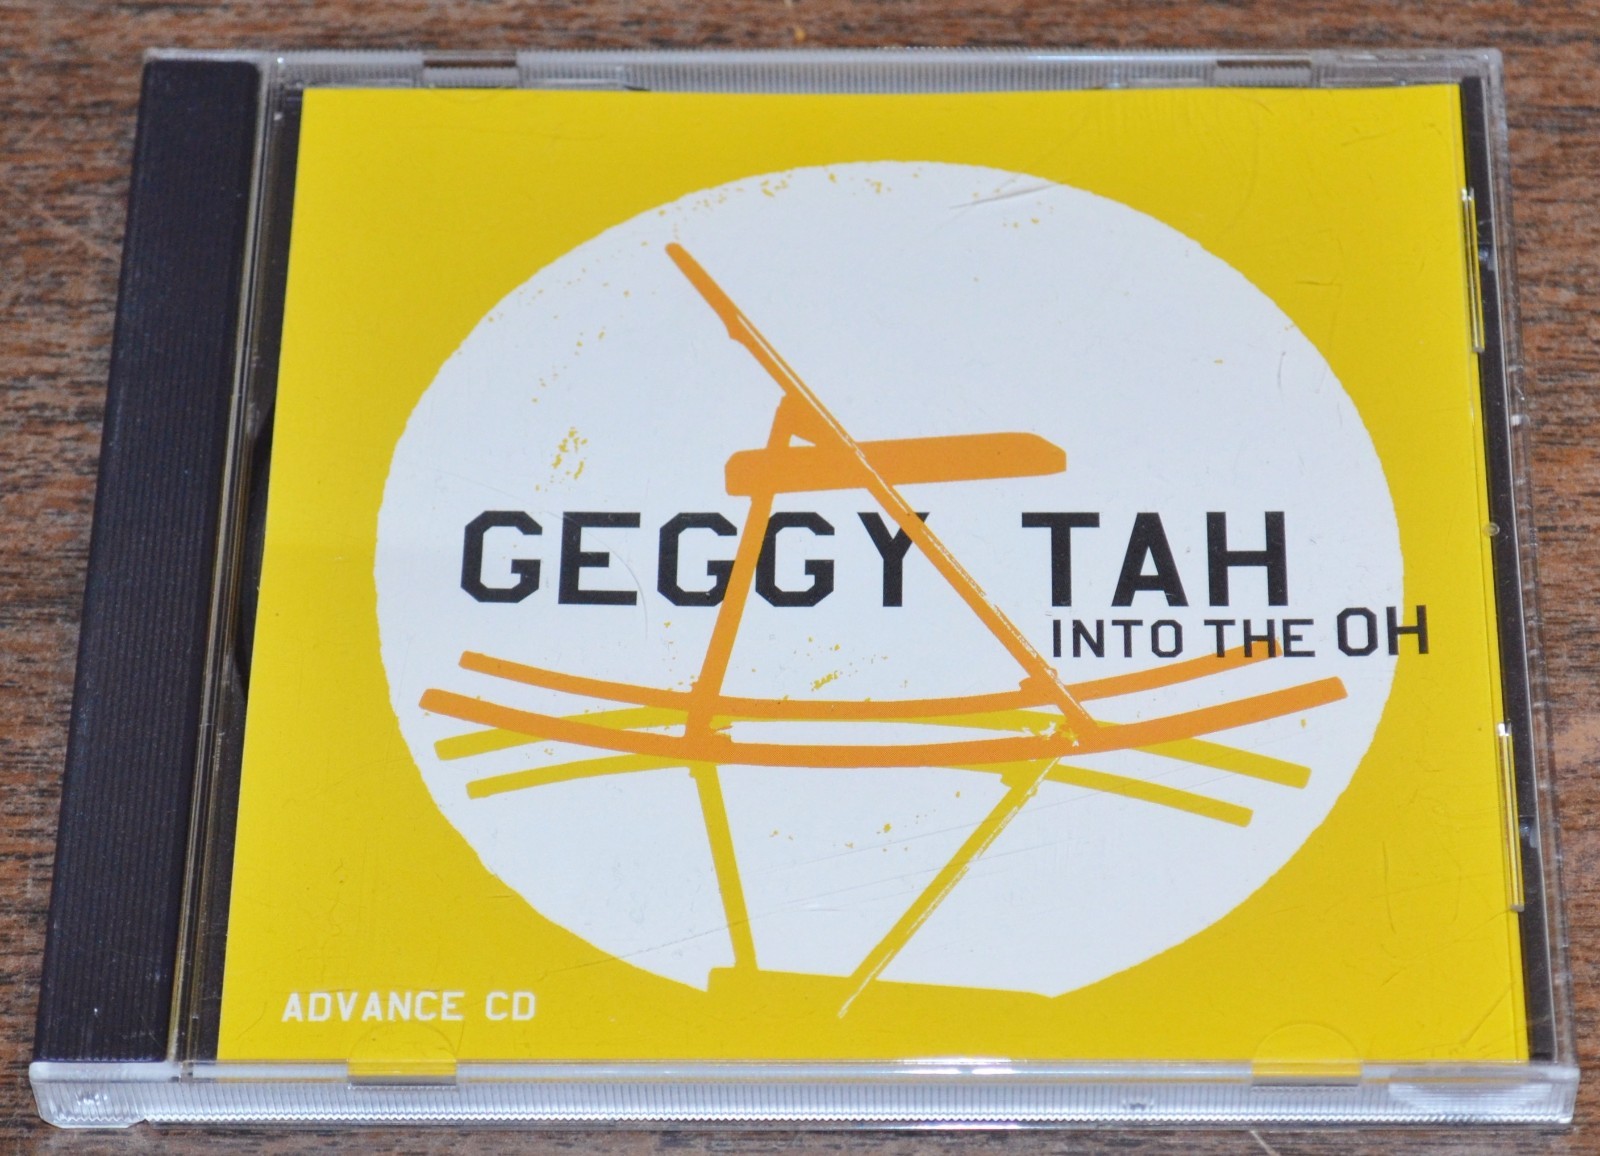 GEGGY TAH
INTO THE OH
ADVANCE CD